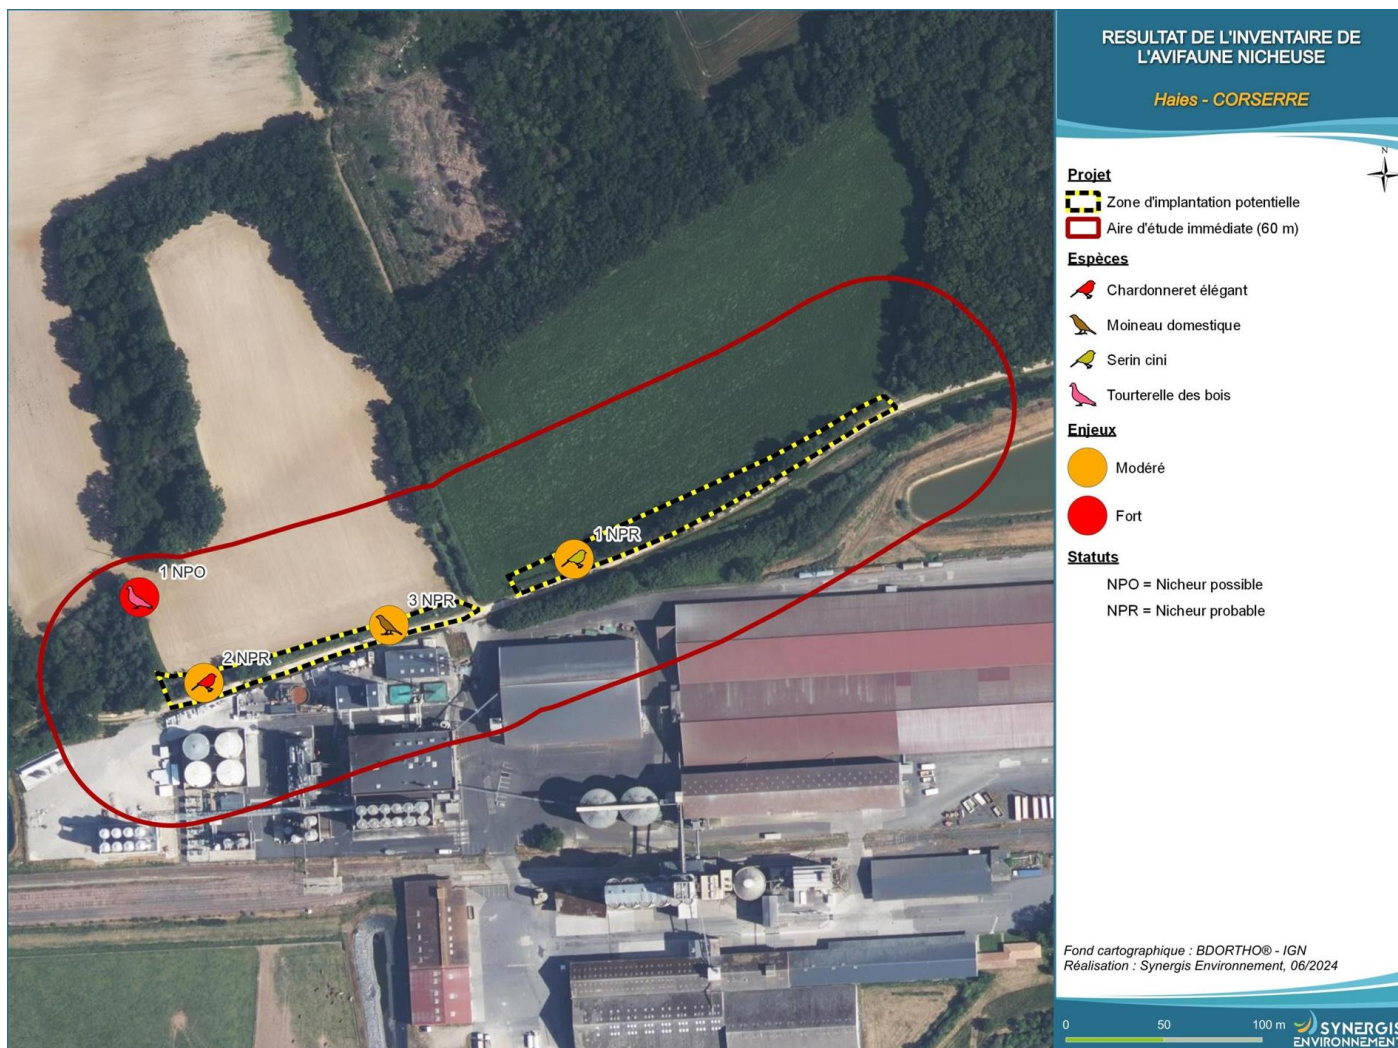 RESULTAT DE L'INVENTAIRE DE
L'AVIFAUNE NICHEUSE
Haies - CORSERRE
N
Projet
Zone d'implantation potentielle
Aire d'étude immédiate (60 m)
Espèces
Chardonneret élégant
Moineau domestique
Serin cini
Tourterelle des bois
Enjeux
Modéré
Fort
Statuts
NPO = Nicheur possible
NPR = Nicheur probable
1 NPR
1 NPO
3 NPR
2 NPR
Fond cartographique : BDORTHO® - IGN
Réalisation : Synergis Environnement, 06/2024
0 50 100 m
SYNERGIS
ENVIRONNEMENT